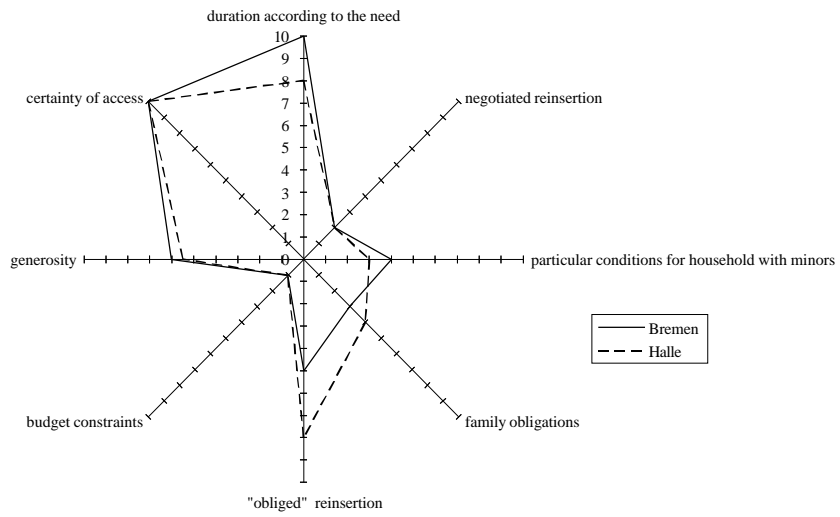 duration according to the need
10
9
8
7
6
5
4
3
2
1
0
certainty of access
negotiated reinsertion
generosity
particular conditions for household with minors
Bremen
Halle
budget constraints
family obligations
"obliged" reinsertion